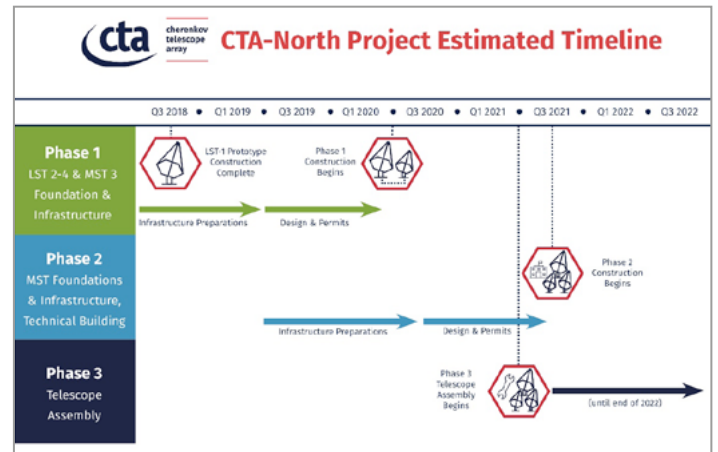 cta
cherenkov
telescope
array
CTA-North Project Estimated Timeline
Q3 2018 • Q1 2019 • Q3 2019 • Q1 2020 • Q3 2020 • Q1 2021 • Q3 2021 • Q1 2022 • Q3 2022
Phase 1
LST 2-4 & MST 3
Foundation &
Infrastructure
LST-1 Prototype
Construction
Complete
Phase 1
Construction
Begins
Infrastructure Preparations
Design & Permits
Phase 2
MST Foundations
& Infrastructure,
Technical Building
Phase 2
Construction
Begins
Infrastructure Preparations
Design & Permits
Phase 3
Telescope
Assembly
Phase 3
Telescope
Assembly
Begins
(until end of 2022)